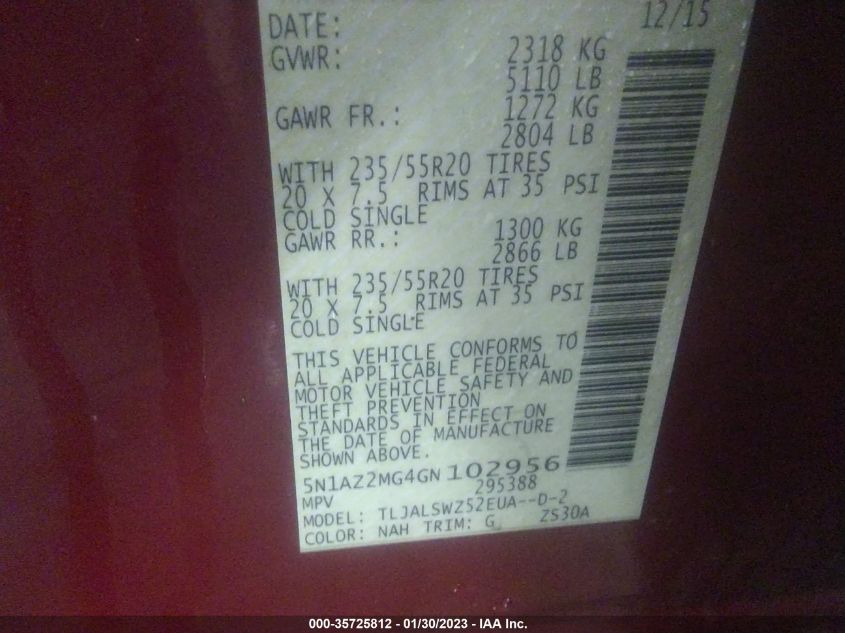 DATE: 12/15
GVWR: 2318 KG
5110 LB
GAWR FR.: 1272 KG
2804 LB
WITH 235/55R20 TIRES
20 X 7.5 RIMS AT 35 PSI
COLD SINGLE
GAWR RR.: 1300 KG
2866 LB
WITH 235/55R20 TIRES
20 X 7.5 RIMS AT 35 PSI
COLD SINGLE
THIS VEHICLE CONFORMS TO
ALL APPLICABLE FEDERAL
MOTOR VEHICLE SAFETY AND
THEFT PREVENTION
STANDARDS IN EFFECT ON
THE DATE OF MANUFACTURE
SHOWN ABOVE.
5N1AZ2MG4GN102956
MPV 295388
MODEL: TLJALSWZ52EUA--D-2
COLOR: NAH TRIM: G ZS30A
000-35725812 - 01/30/2023 - IAA Inc.